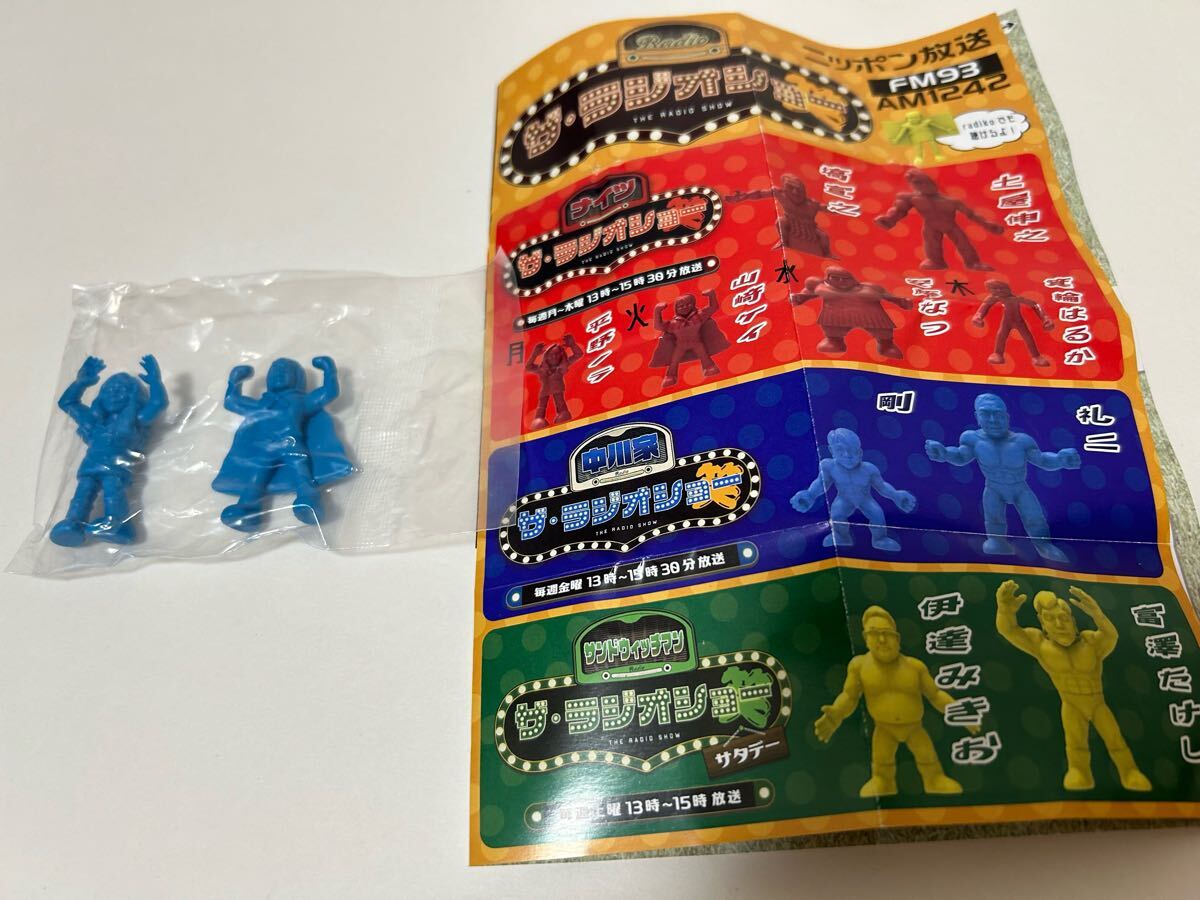 Radio
ザ・ラジオショー
THE RADIO SHOW
ニッポン放送
FM93
AM1242
radikoでも
聴けるよ!
ナイツ
ザ・ラジオショー
THE RADIO SHOW
毎週月~木曜 13時~15時30分放送
塙宣之
土屋伸之
月
平野ノラ
火
山崎ケイ
水
木
箕輪はるか
中川家
Radio
ザ・ラジオショー
THE RADIO SHOW
毎週金曜 13時~15時30分放送
剛
礼二
サンドウィッチマン
Radio
ザ・ラジオショー
THE RADIO SHOW
サタデー
毎週土曜 13時~15時 放送
伊達みきお
富澤たけし